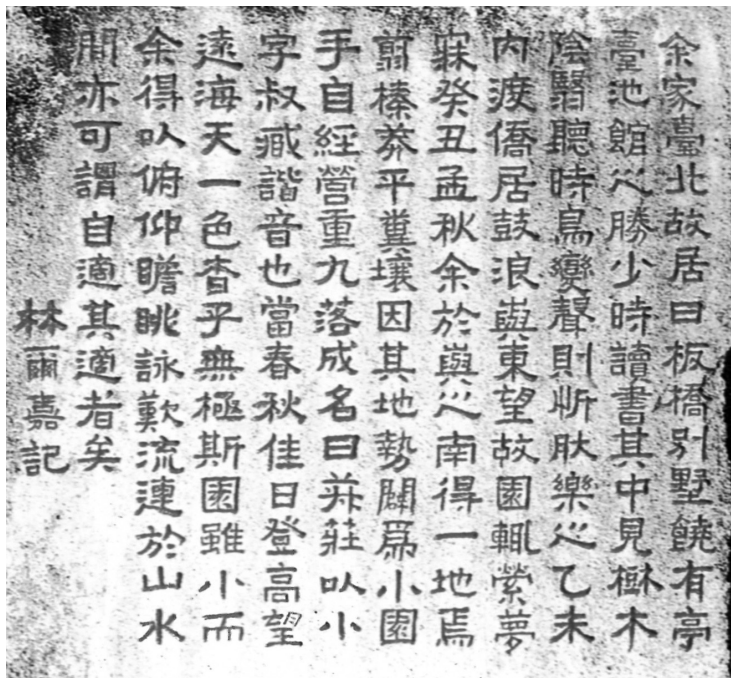 余家臺北故居曰板橋別墅饒有亭
臺池館之勝少時讀書其中見樹木
陰翳聽時鳥變聲則忻肰樂之乙未
内渡僑居鼓浪嶼東望故園輒縈夢
寐癸丑孟秋余於嶼之南得一地焉
翦榛莽平糞壤因其地勢闢爲小園
手自經營重九落成名曰菽莊以小
字叔臧諧音也當春秋佳日登高望
遠海天一色杳乎無極斯園雖小而
余得以俯仰瞻眺詠歎流連於山水
間亦可謂自適其適者矣
林爾嘉記